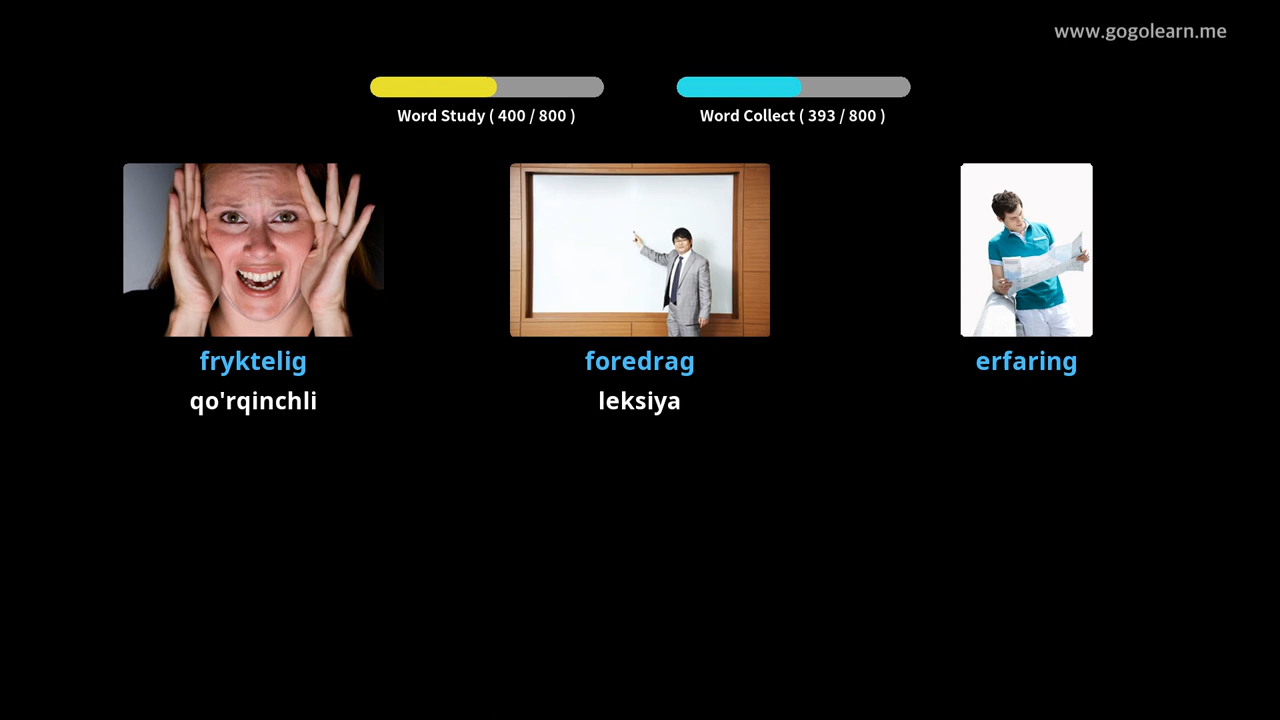 www.gogolearn.me
Word Study ( 400 / 800 )
Word Collect ( 393 / 800 )
fryktelig
foredrag
erfaring
qo'rqinchli
leksiya